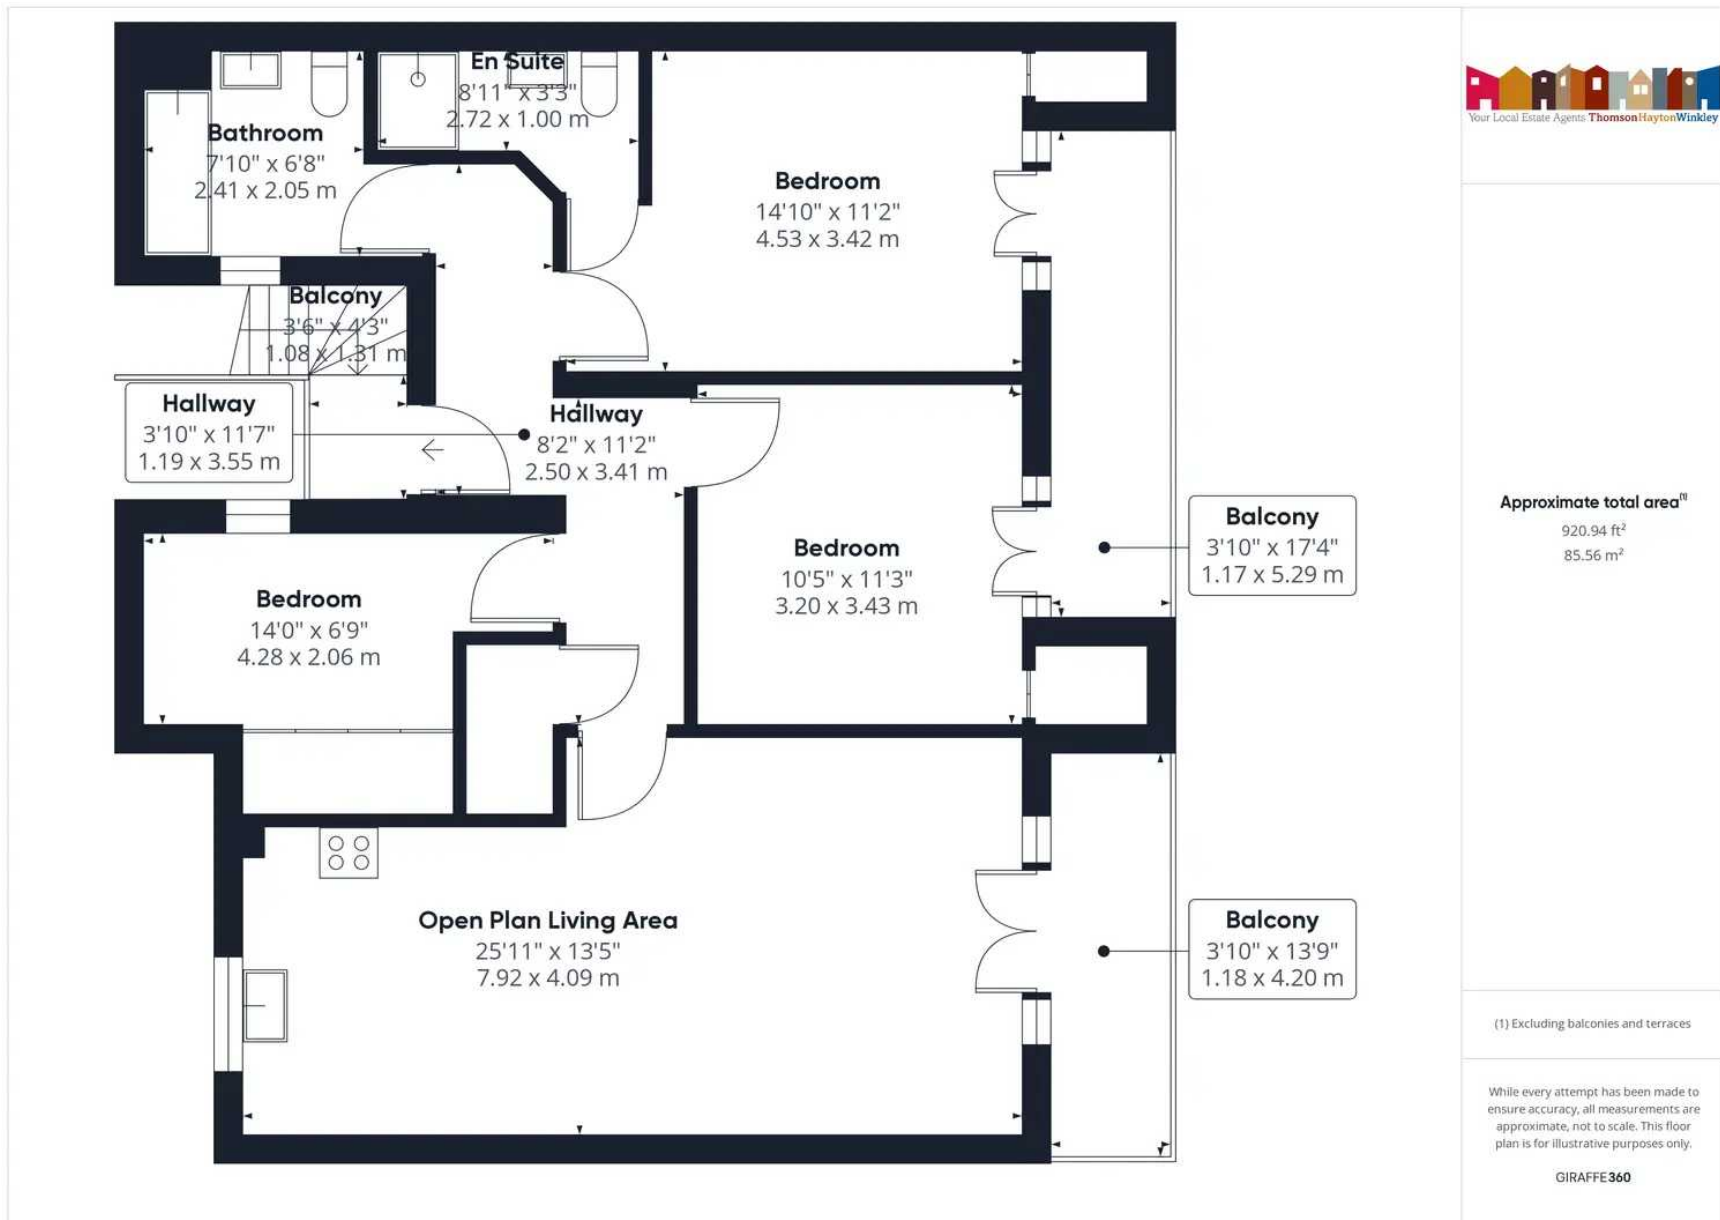 En Suite
8'11" x 3'3"
2.72 x 1.00 m
Bathroom
7'10" x 6'8"
2.41 x 2.05 m
Bedroom
14'10" x 11'2"
4.53 x 3.42 m
Balcony
3'6" x 4'3"
1.08 x 1.31 m
Hallway
3'10" x 11'7"
1.19 x 3.55 m
Hallway
8'2" x 11'2"
2.50 x 3.41 m
Bedroom
10'5" x 11'3"
3.20 x 3.43 m
Balcony
3'10" x 17'4"
1.17 x 5.29 m
Bedroom
14'0" x 6'9"
4.28 x 2.06 m
Open Plan Living Area
25'11" x 13'5"
7.92 x 4.09 m
Balcony
3'10" x 13'9"
1.18 x 4.20 m
Your Local Estate Agents ThomsonHaytonWinkley
Approximate total area(1)
920.94 ft²
85.56 m²
(1) Excluding balconies and terraces
While every attempt has been made to
ensure accuracy, all measurements are
approximate, not to scale. This floor
plan is for illustrative purposes only.
GIRAFFE360